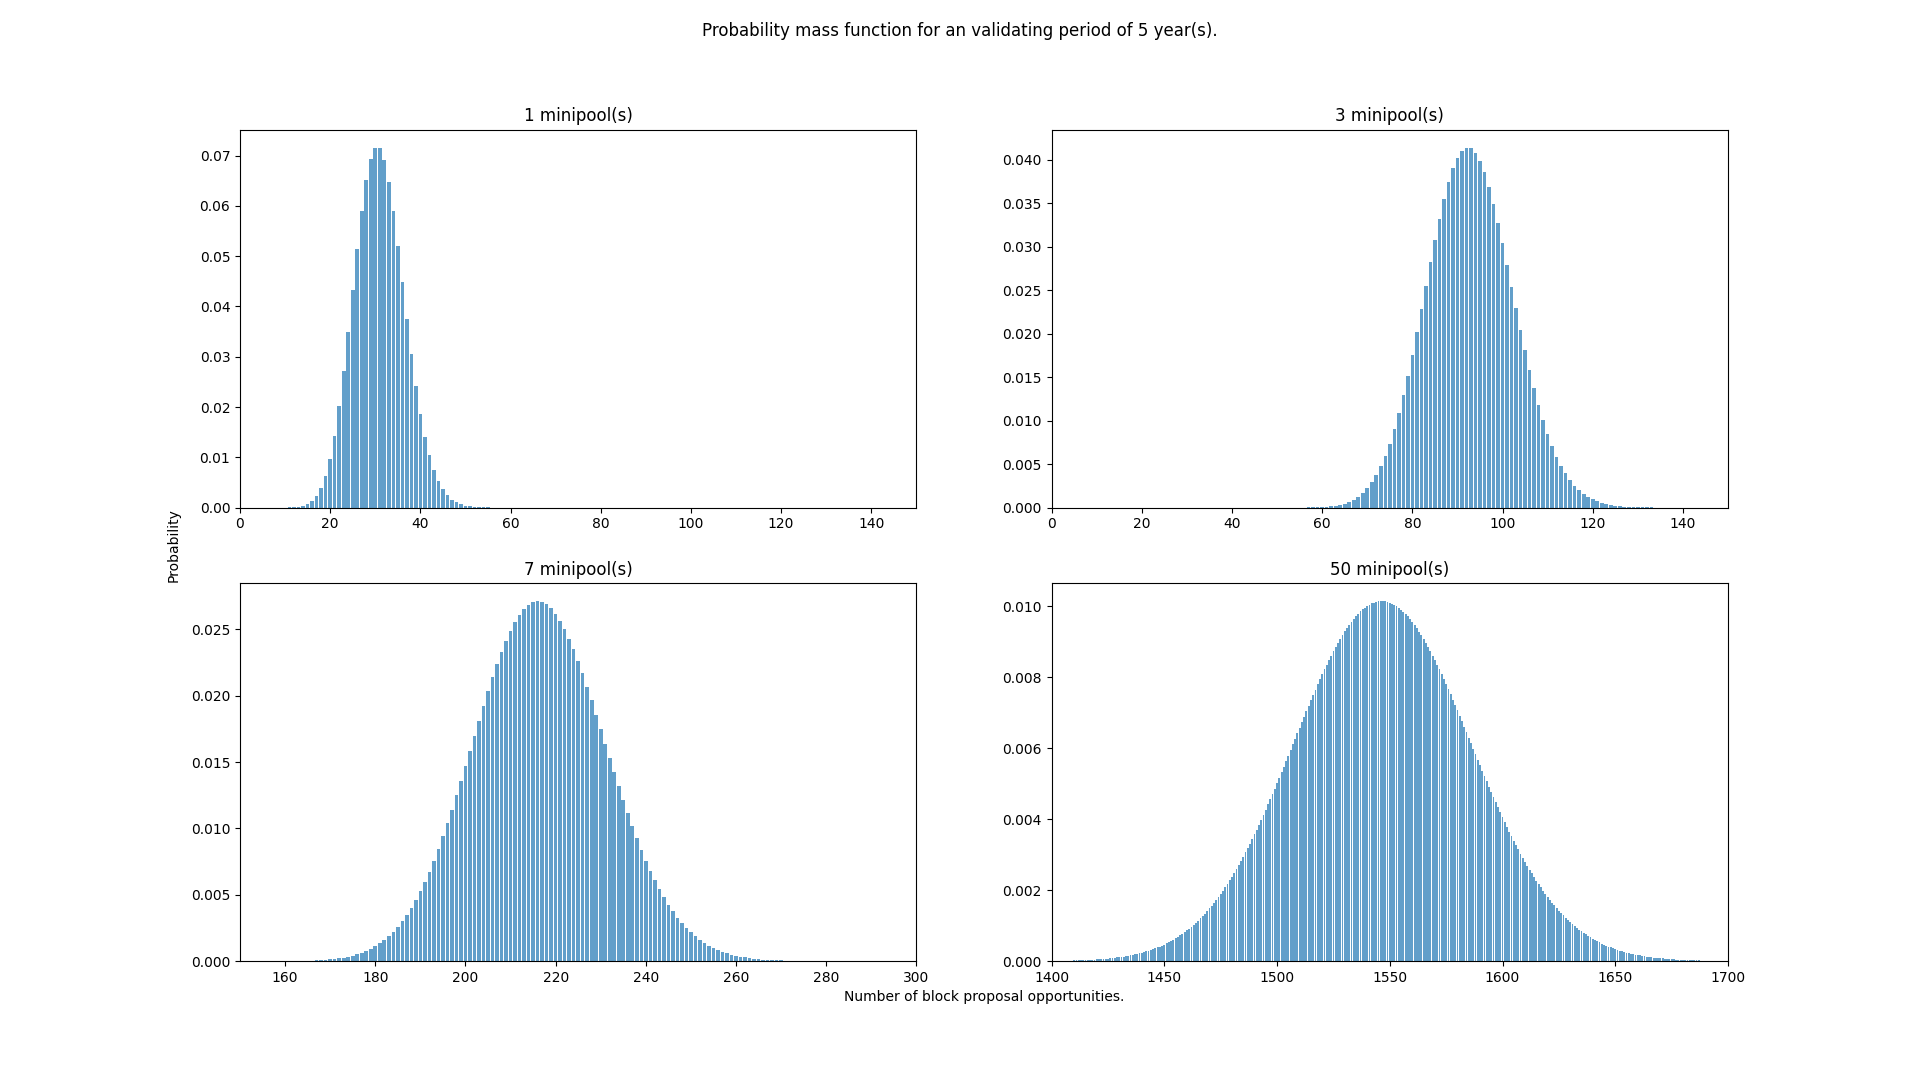 Probability mass function for an validating period of 5 year(s).
1 minipool(s)
0.07
0.06
0.05
0.04
0.03
0.02
0.01
0.00
0 20 40 60 80 100 120 140
3 minipool(s)
0.040
0.035
0.030
0.025
0.020
0.015
0.010
0.005
0.000
0 20 40 60 80 100 120 140
Probability
7 minipool(s)
0.025
0.020
0.015
0.010
0.005
0.000
160 180 200 220 240 260 280 300
50 minipool(s)
0.010
0.008
0.006
0.004
0.002
0.000
1400 1450 1500 1550 1600 1650 1700
Number of block proposal opportunities.